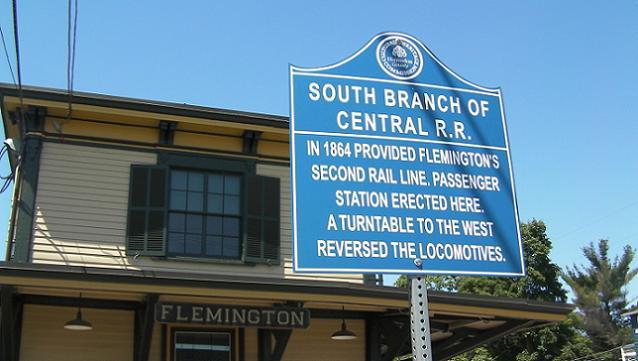 SOUTH BRANCH OF
CENTRAL R.R.
IN 1864 PROVIDED FLEMINGTON'S
SECOND RAIL LINE. PASSENGER
STATION ERECTED HERE.
A TURNTABLE TO THE WEST
REVERSED THE LOCOMOTIVES.
FLEMINGTON